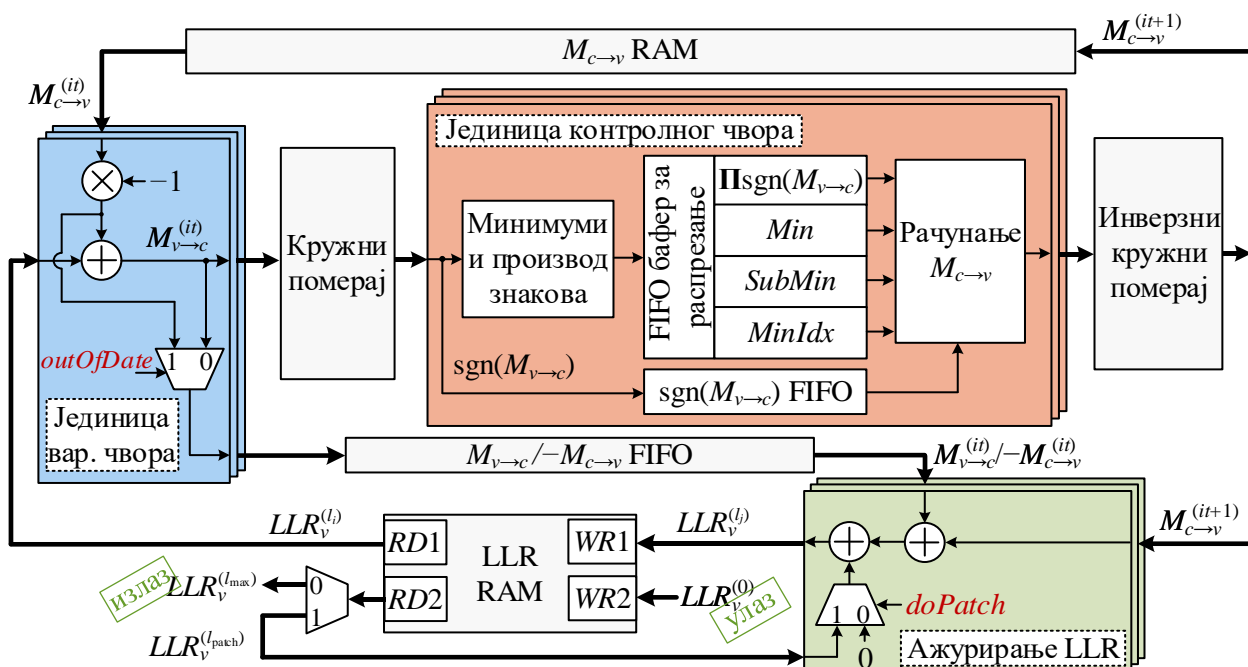 M_{c→v} RAM
M_{c→v}^{(it+1)}
M_{c→v}^{(it)}
−1
M_{v→c}^{(it)}
outOfDate
1 0
Јединица
вар. чвора
Кружни
померај
Јединица контролног чвора
Минимуми
и производ
знакова
FIFO бафер за
распрезање
Πsgn(M_{v→c})
Min
SubMin
MinIdx
Рачунање
M_{c→v}
sgn(M_{v→c})
sgn(M_{v→c}) FIFO
Инверзни
кружни
померај
M_{v→c}/−M_{c→v} FIFO
M_{v→c}^{(it)}/−M_{c→v}^{(it)}
M_{c→v}^{(it+1)}
LLR_v^{(l_i)}
RD1
RD2
LLR
RAM
WR1
WR2
LLR_v^{(l_j)}
LLR_v^{(0)}
улаз
излаз
LLR_v^{(l_max)}
0
1
LLR_v^{(l_patch)}
doPatch
1 0
0
Ажурирање LLR